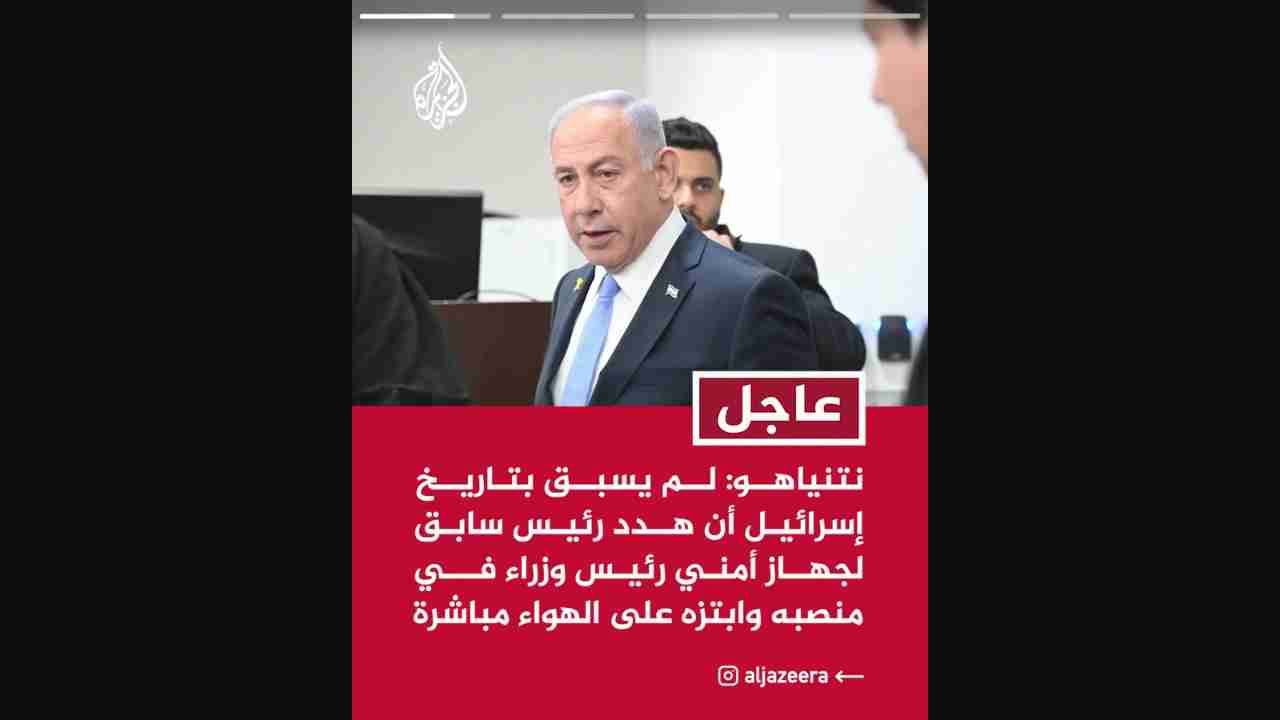 الجزيرة
عاجل
نتنياهو: لم يسبق بتاريخ
إسرائيل أن هدد رئيس سابق
لجهاز أمني رئيس وزراء في
منصبه وابتزه على الهواء مباشرة
aljazeera